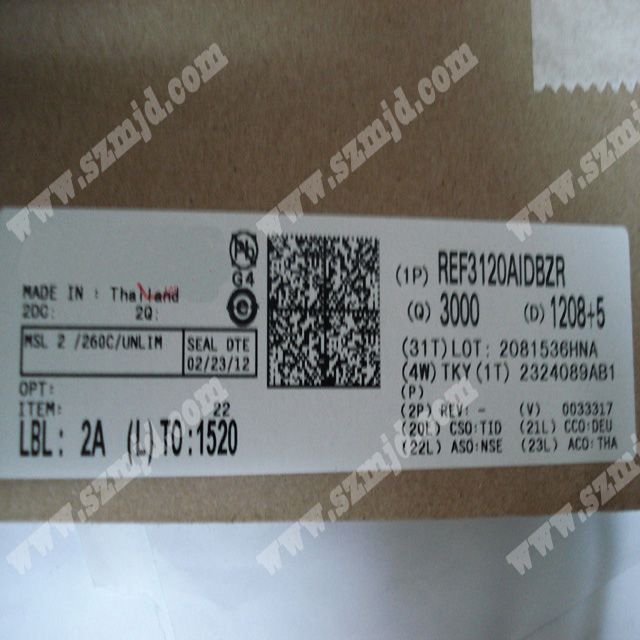 www.szmjd.com
www.szmjd.com
www.szmjd.com
G4
MADE IN : Thailand
2DC: 2Q:
MSL 2 /260C/UNLIM
SEAL DTE
02/23/12
OPT:
ITEM: 22
LBL: 2A (L)TO:1520
(1P) REF3120AIDBZR
(Q) 3000 (D) 1208+5
(31T)LOT: 2081536HNA
(4W) TKY(1T) 2324089AB1
(P)
(2P) REV: - (V) 0033317
(20L) CSO:TID (21L) CCO:DEU
(22L) ASO:NSE (23L) ACO:THA
www.szmjd.com
www.szmjd.com
www.szmjd.com